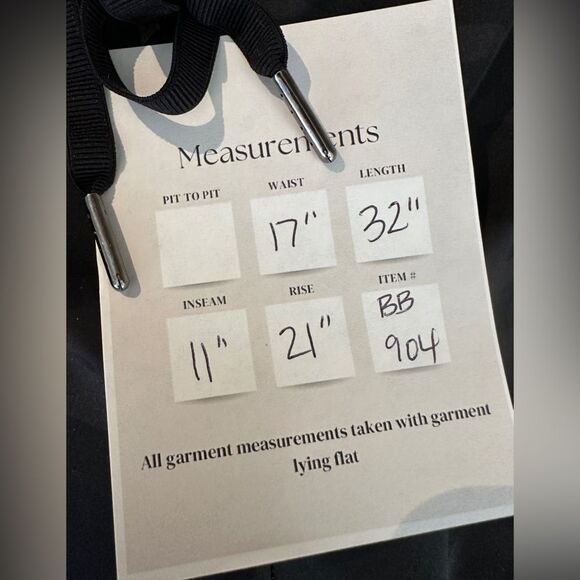 Measurements
PIT TO PIT
WAIST
LENGTH
17"
32"
INSEAM
RISE
ITEM #
11"
21"
BB
904
All garment measurements taken with garment
lying flat